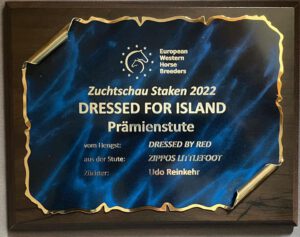 European
Western
Horse
Breeders
Zuchtschau Staken 2022
DRESSED FOR ISLAND
Prämienstute
vom Hengst: DRESSED BY RED
aus der Stute: ZIPPOS LITTLEFOOT
Züchter: Udo Reinkehr